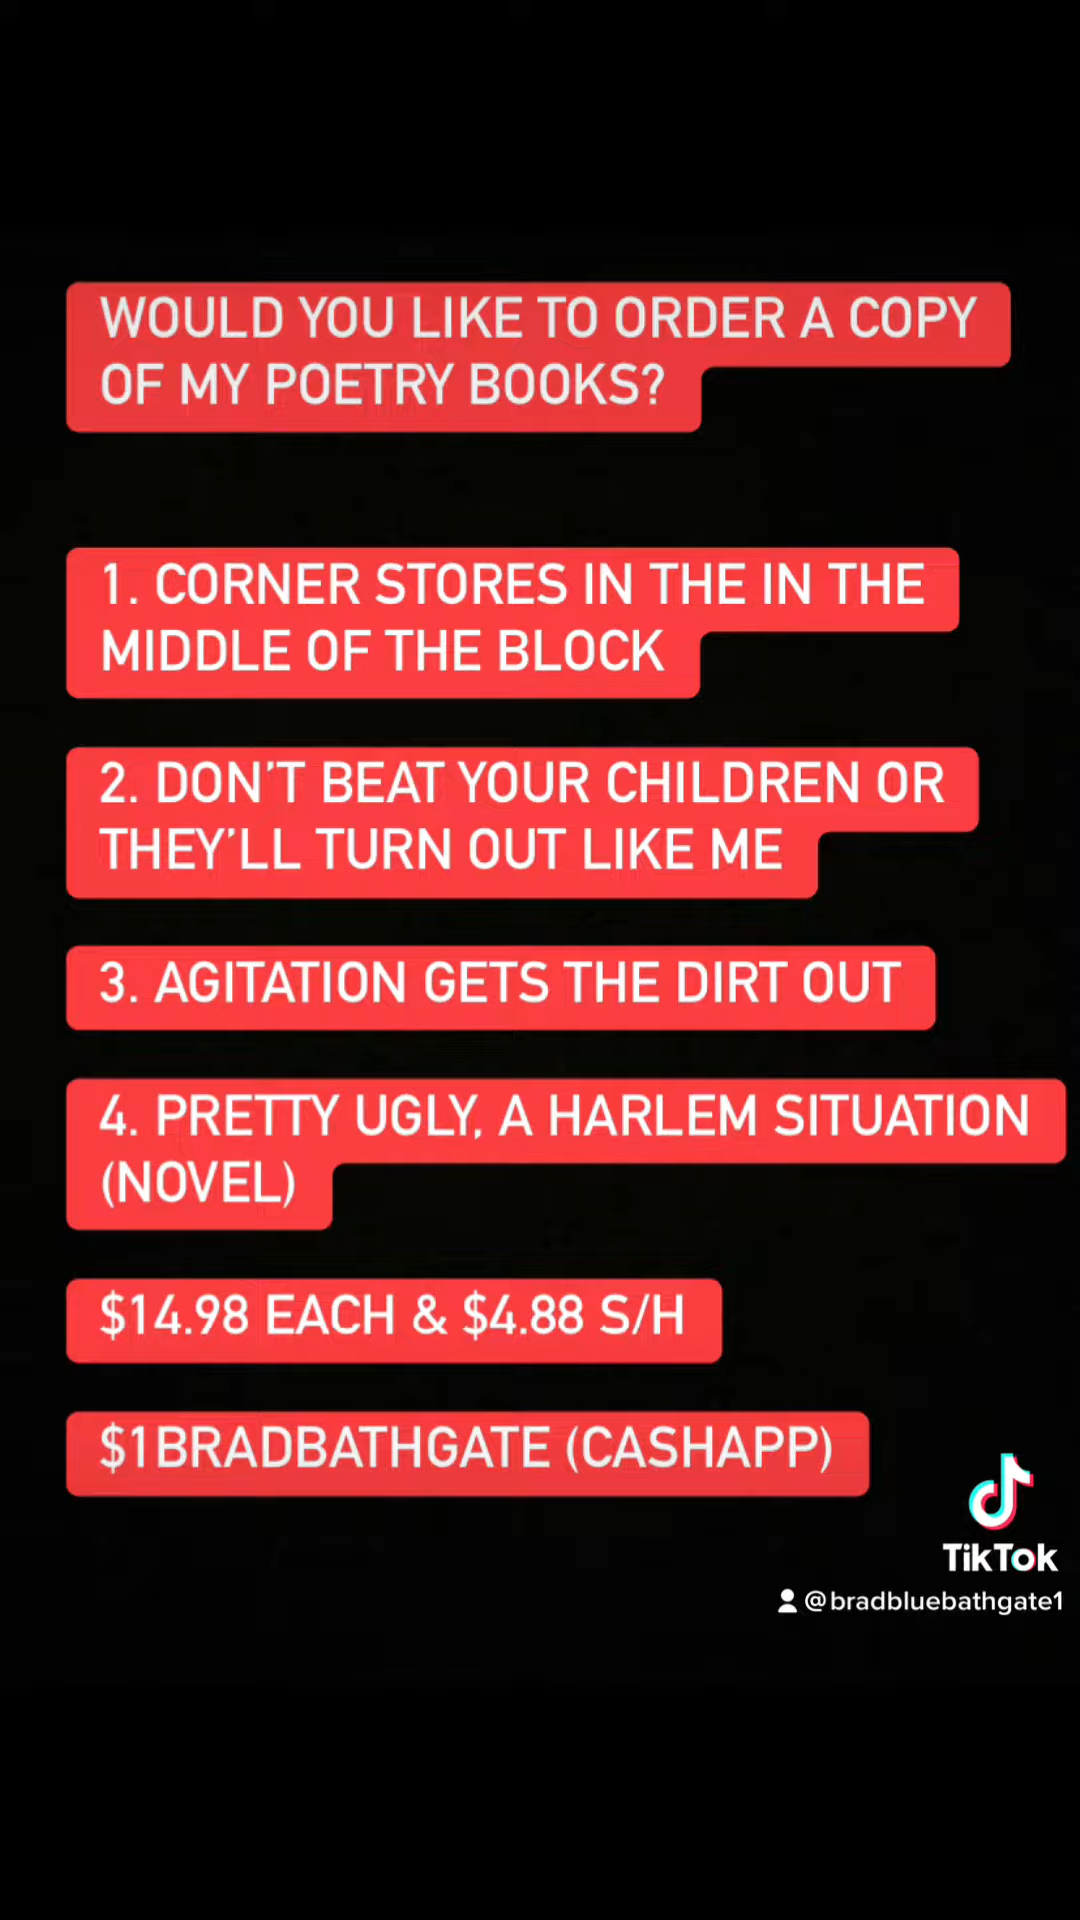 WOULD YOU LIKE TO ORDER A COPY
OF MY POETRY BOOKS?
1. CORNER STORES IN THE IN THE
MIDDLE OF THE BLOCK
2. DON'T BEAT YOUR CHILDREN OR
THEY'LL TURN OUT LIKE ME
3. AGITATION GETS THE DIRT OUT
4. PRETTY UGLY, A HARLEM SITUATION
(NOVEL)
$14.98 EACH & $4.88 S/H
$1BRADBATHGATE (CASHAPP)
TikTok
@bradbluebathgate1